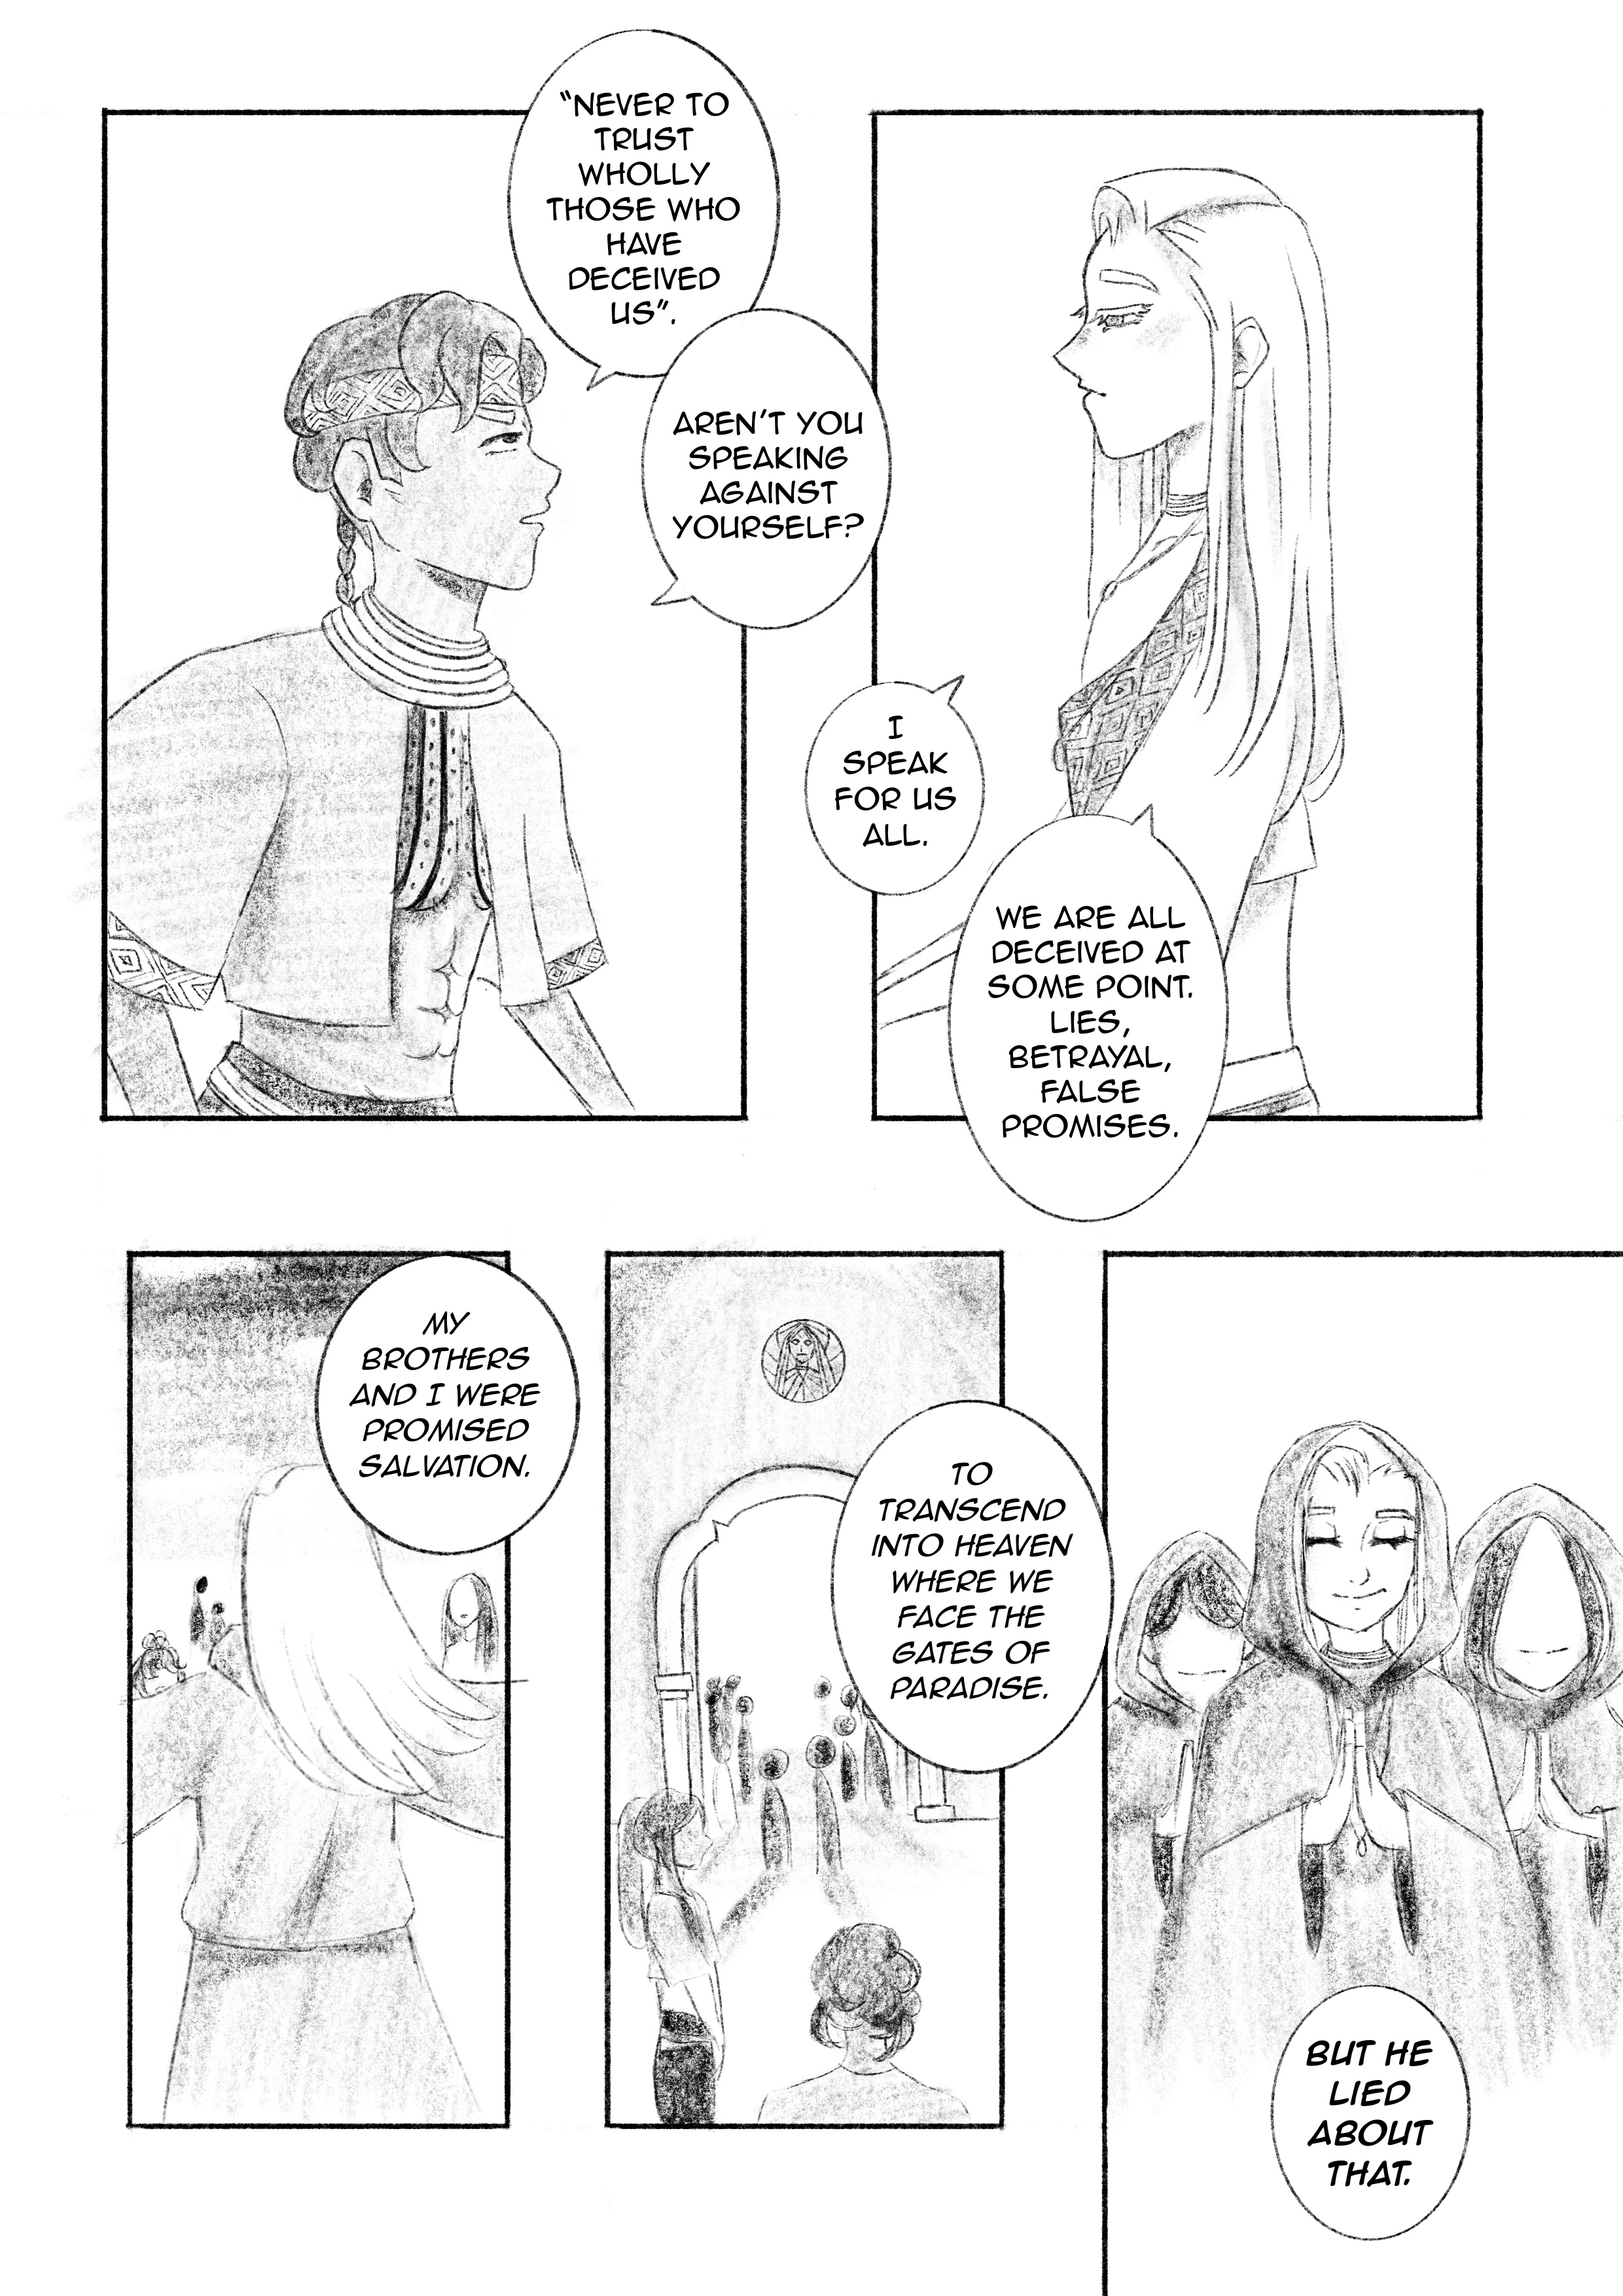 “NEVER TO
TRUST
WHOLLY
THOSE WHO
HAVE
DECEIVED
US”.
AREN’T YOU
SPEAKING
AGAINST
YOURSELF?
I
SPEAK
FOR US
ALL.
WE ARE ALL
DECEIVED AT
SOME POINT.
LIES,
BETRAYAL,
FALSE
PROMISES.
MY
BROTHERS
AND I WERE
PROMISED
SALVATION.
TO
TRANSCEND
INTO HEAVEN
WHERE WE
FACE THE
GATES OF
PARADISE.
BUT HE
LIED
ABOUT
THAT.